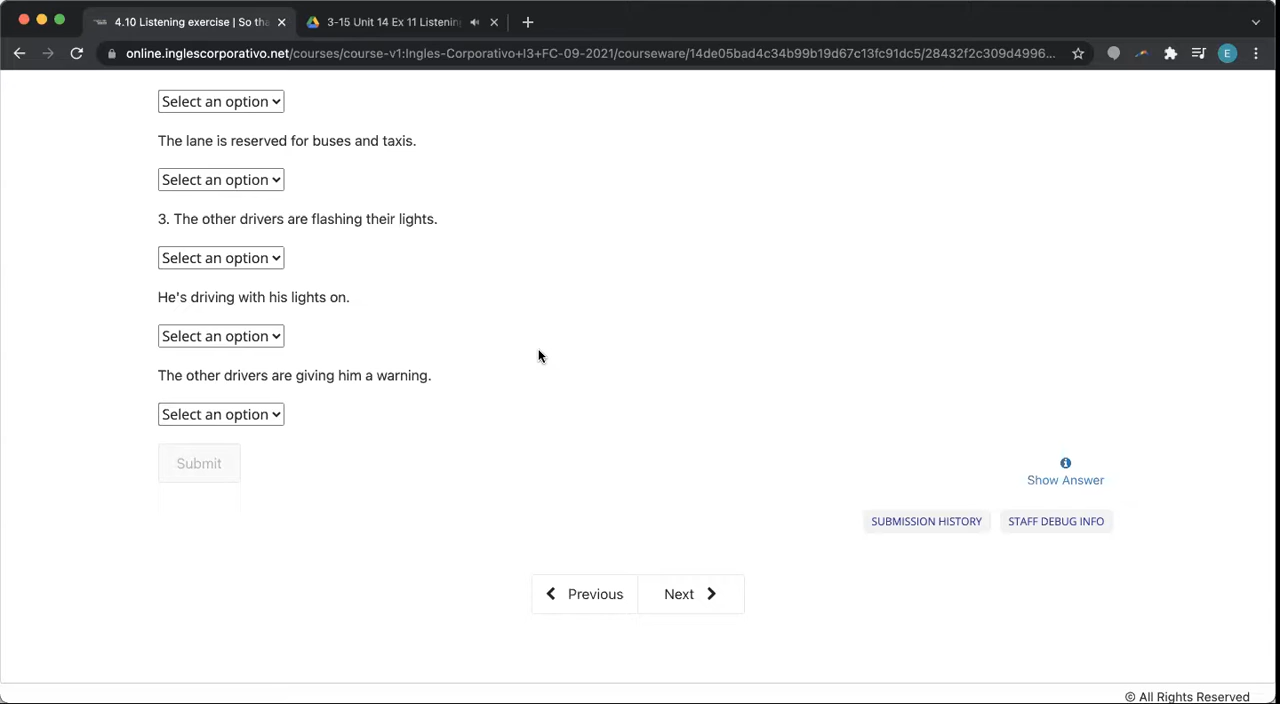 4.10 Listening exercise | So tha
3-15 Unit 14 Ex 11 Listening
online.inglescorporativo.net/courses/course-v1:Ingles-Corporativo+I3+FC-09-2021/courseware/14de05bad4c34b99b19d67c13fc91dc5/28432f2c309d4996...
E
Select an option
The lane is reserved for buses and taxis.
Select an option
3. The other drivers are flashing their lights.
Select an option
He's driving with his lights on.
Select an option
The other drivers are giving him a warning.
Select an option
Submit
Show Answer
SUBMISSION HISTORY
STAFF DEBUG INFO
Previous
Next
© All Rights Reserved